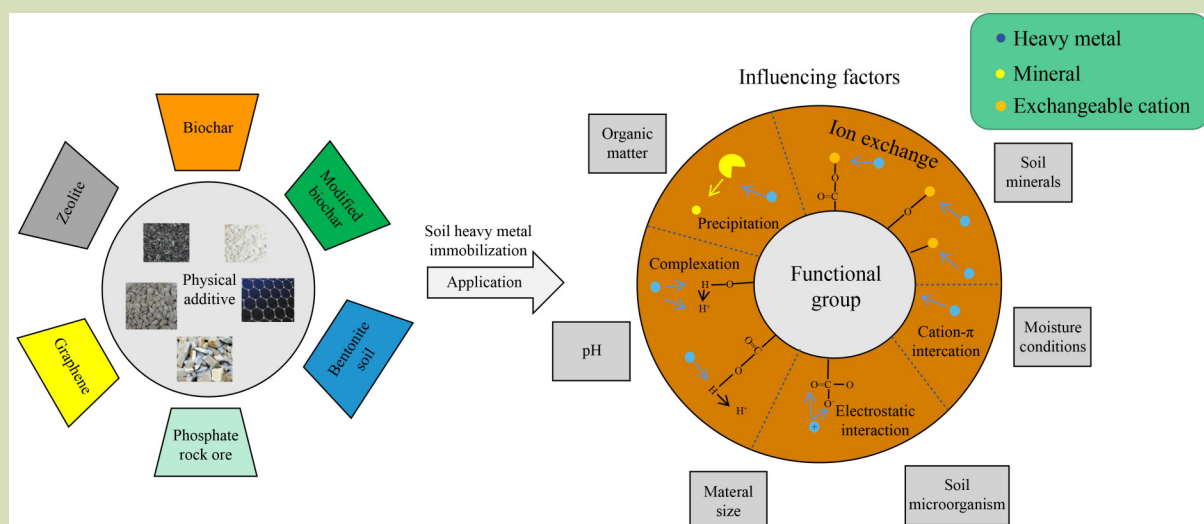 Heavy metal
Mineral
Exchangeable cation
Influencing factors
Biochar
Modified
biochar
Bentonite
soil
Phosphate
rock ore
Graphene
Zeolite
Physical
additive
Soil heavy metal
immobilization
Application
Organic
matter
Soil
minerals
pH
Moisture
conditions
Materal
size
Soil
microorganism
Ion exchange
Precipitation
Complexation
Functional
group
Cation-π
intercation
Electrostatic
interaction
O
O=C
O
H-O
H⁺
O
C
O
H
H⁺
O=C-O
O⁻
+